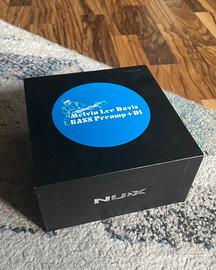 Melvin Lee Davis
BASS Preamp+DI
NUX